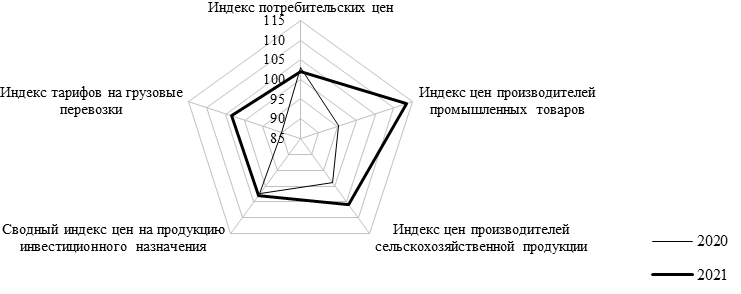 Индекс потребительских цен
115
110
105
100
95
90
85
Индекс цен производителей
промышленных товаров
Индекс цен производителей
сельскохозяйственной продукции
Сводный индекс цен на продукцию
инвестиционного назначения
Индекс тарифов на грузовые
перевозки
2020
2021